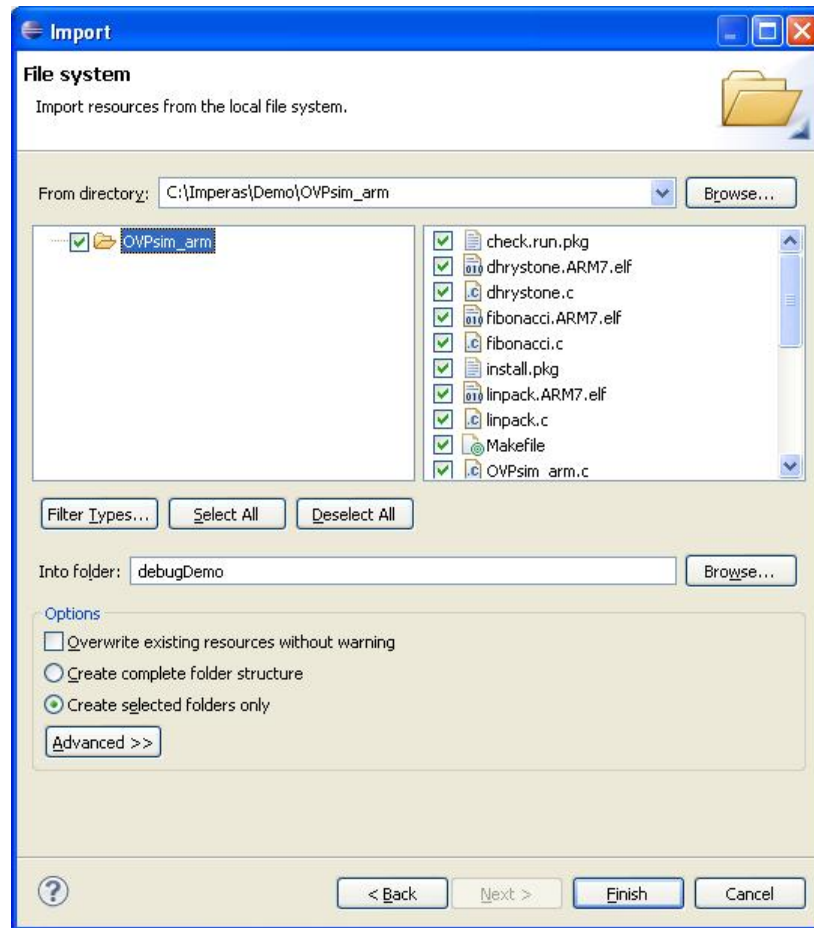 Import
File system
Import resources from the local file system.
From directory: C:\Imperas\Demo\OVPsim_arm Browse...
OVPsim_arm
check.run.pkg
dhrystone.ARM7.elf
dhrystone.c
fibonacci.ARM7.elf
fibonacci.c
install.pkg
linpack.ARM7.elf
linpack.c
Makefile
OVPsim_arm.c
Filter Types... Select All Deselect All
Into folder: debugDemo Browse...
Options
Overwrite existing resources without warning
Create complete folder structure
Create selected folders only
Advanced >>
< Back Next > Finish Cancel